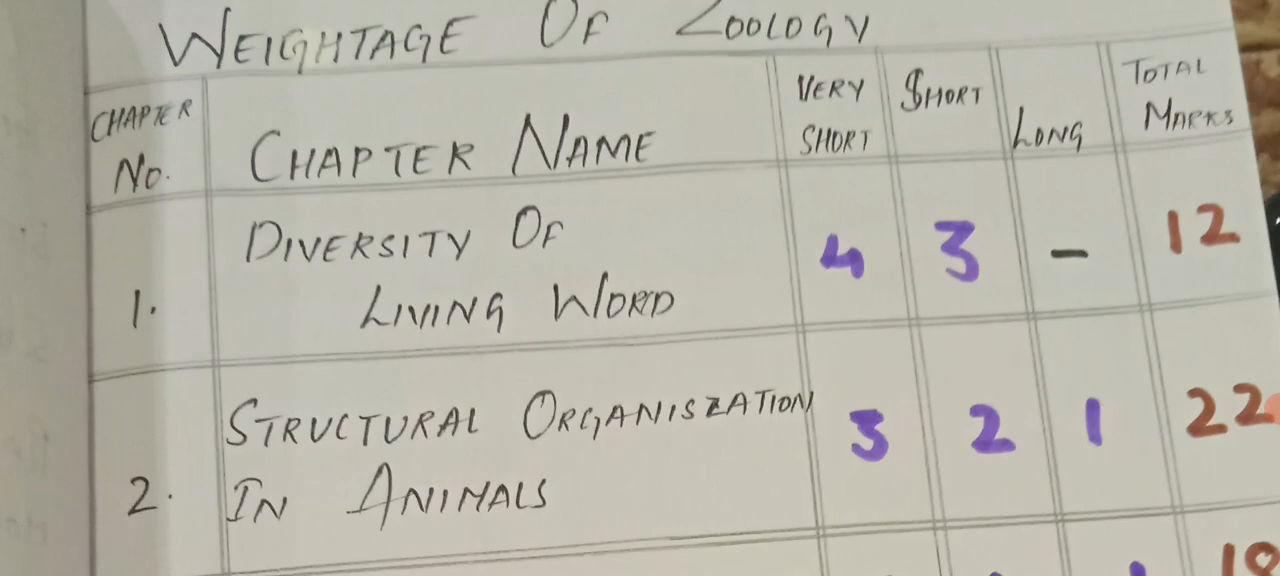 WEIGHTAGE OF ZOOLOGY
CHAPTER No. CHAPTER NAME VERY SHORT SHORT LONG TOTAL MARKS
1. DIVERSITY OF LIVING WORD 4 3 - 12
2. STRUCTURAL ORGANISZATION IN ANIMALS 3 2 1 22